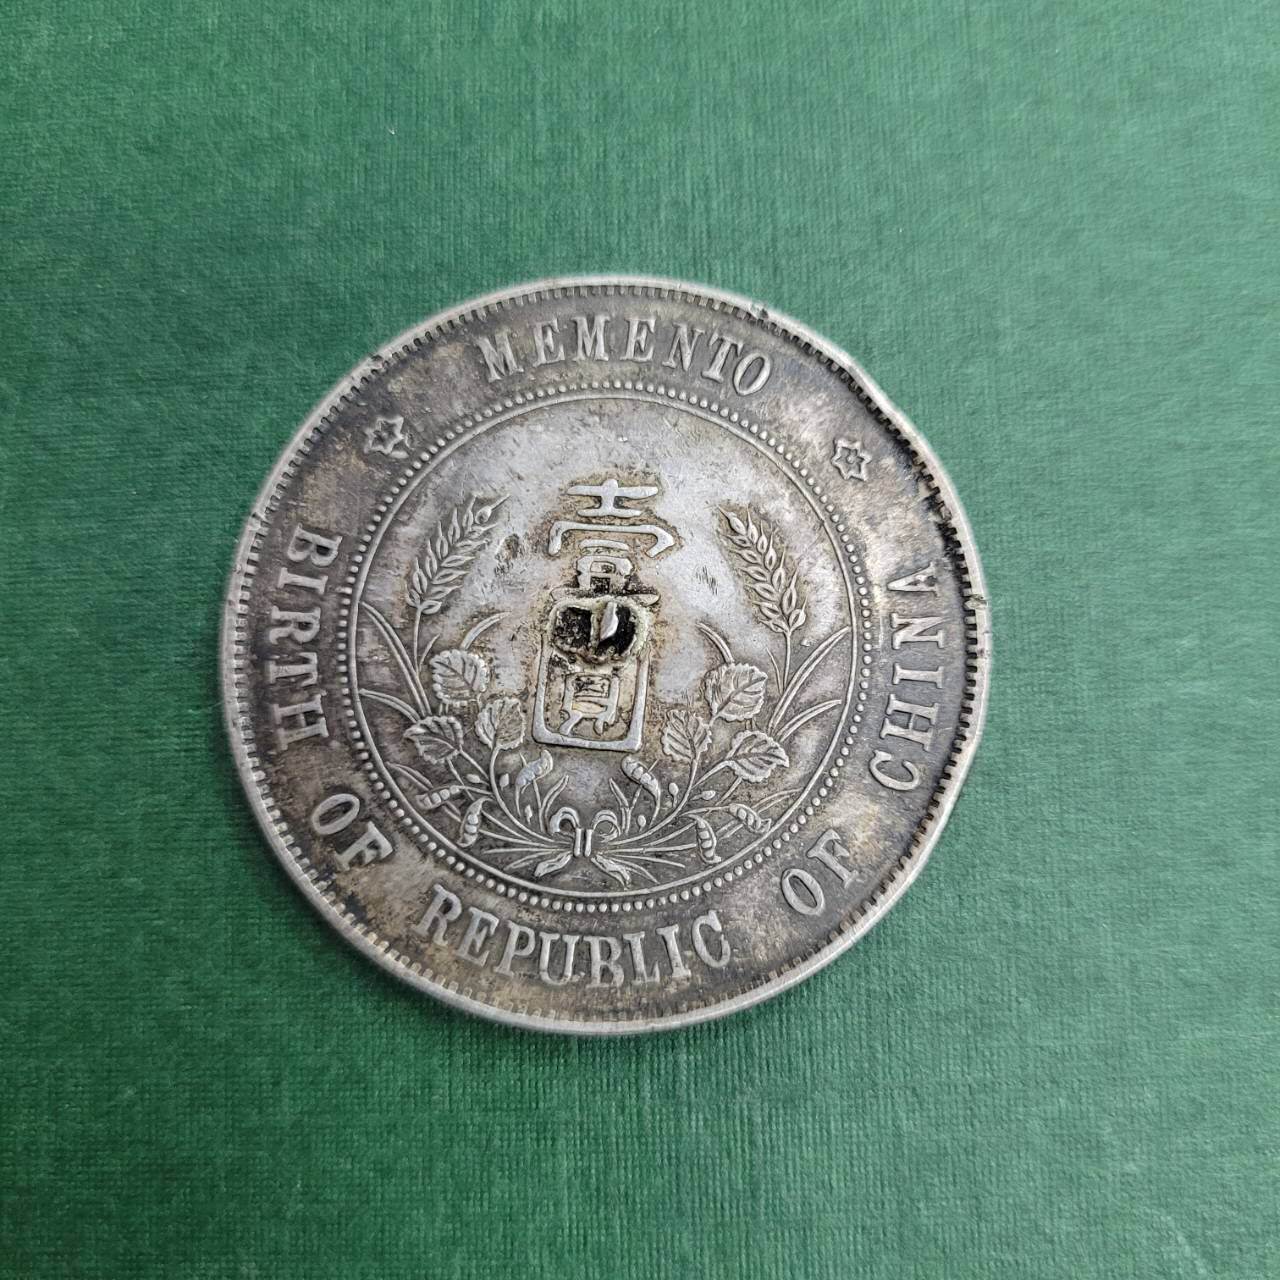 MEMENTO
BIRTH OF REPUBLIC OF CHINA
壹
圓